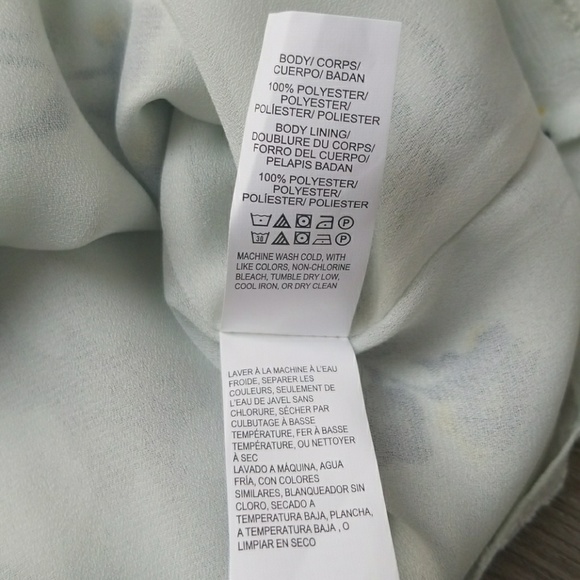 BODY/ CORPS/
CUERPO/ BADAN
100% POLYESTER/
POLYESTER/
POLÍESTER/ POLIESTER
BODY LINING/
DOUBLURE DU CORPS/
FORRO DEL CUERPO/
PELAPIS BADAN
100% POLYESTER/
POLYESTER/
POLÍESTER/ POLIESTER
P
30 P
MACHINE WASH COLD, WITH
LIKE COLORS, NON-CHLORINE
BLEACH, TUMBLE DRY LOW,
COOL IRON, OR DRY CLEAN
LAVER À LA MACHINE À L'EAU
FROIDE, SEPARER LES
COULEURS, SEULEMENT DE
L'EAU DE JAVEL SANS
CHLORURE, SÉCHER PAR
CULBUTAGE À BASSE
TEMPÉRATURE, FER À BASSE
TEMPÉRATURE, OU NETTOYER
À SEC
LAVADO A MÁQUINA, AGUA
FRÍA, CON COLORES
SIMILARES, BLANQUEADOR SIN
CLORO, SECADO A
TEMPERATURA BAJA, PLANCHA,
A TEMPERATURA BAJA , O
LIMPIAR EN SECO